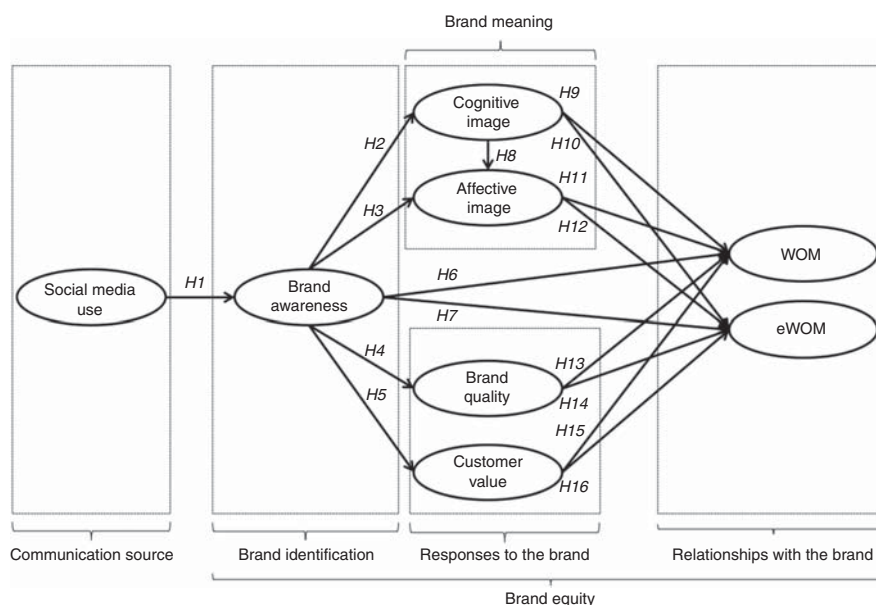 Brand meaning
Cognitive
image
H9
H10
H2
H8
H11
Affective
image
H3
H12
WOM
H6
Social media
use
H1
Brand
awareness
H7
eWOM
H4
H13
Brand
quality
H5
H14
H15
Customer
value
H16
Communication source
Brand identification
Responses to the brand
Relationships with the brand
Brand equity